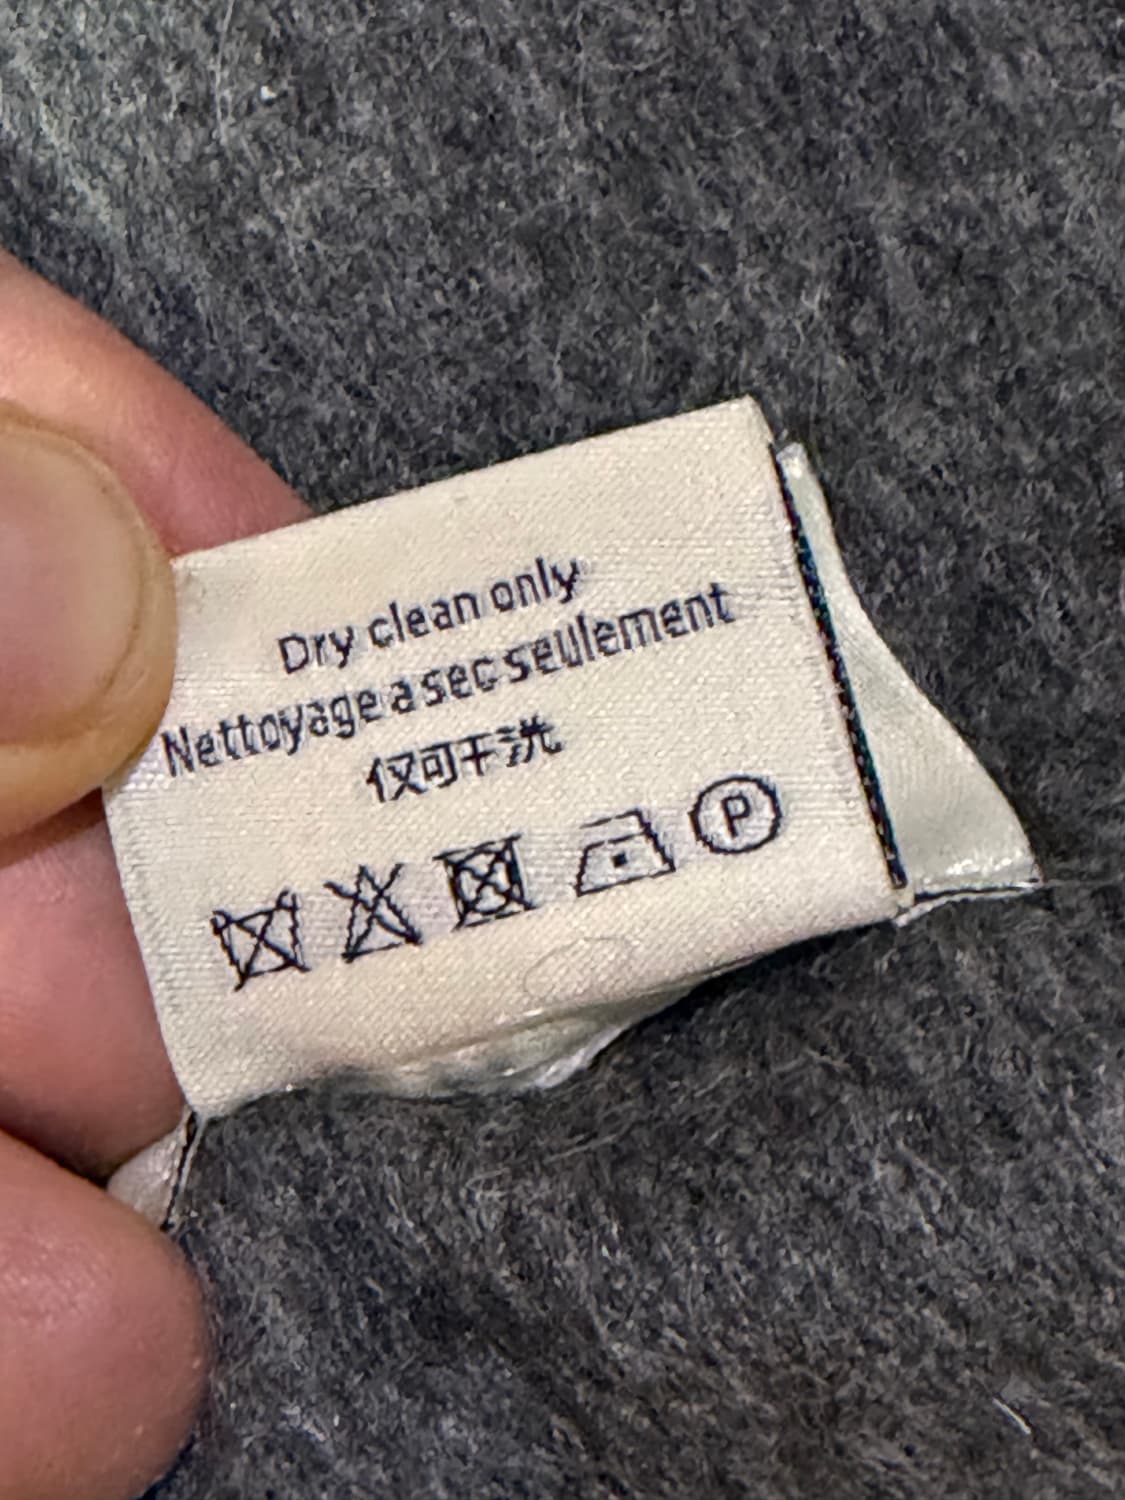 Dry clean only
Nettoyage a sec seulement
仅可干洗
P